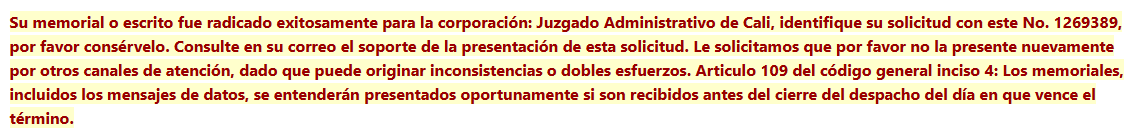 Su memorial o escrito fue radicado exitosamente para la corporación: Juzgado Administrativo de Cali, identifique su solicitud con este No. 1269389,
por favor consérvelo. Consulte en su correo el soporte de la presentación de esta solicitud. Le solicitamos que por favor no la presente nuevamente
por otros canales de atención, dado que puede originar inconsistencias o dobles esfuerzos. Articulo 109 del código general inciso 4: Los memoriales,
incluidos los mensajes de datos, se entenderán presentados oportunamente si son recibidos antes del cierre del despacho del día en que vence el
término.